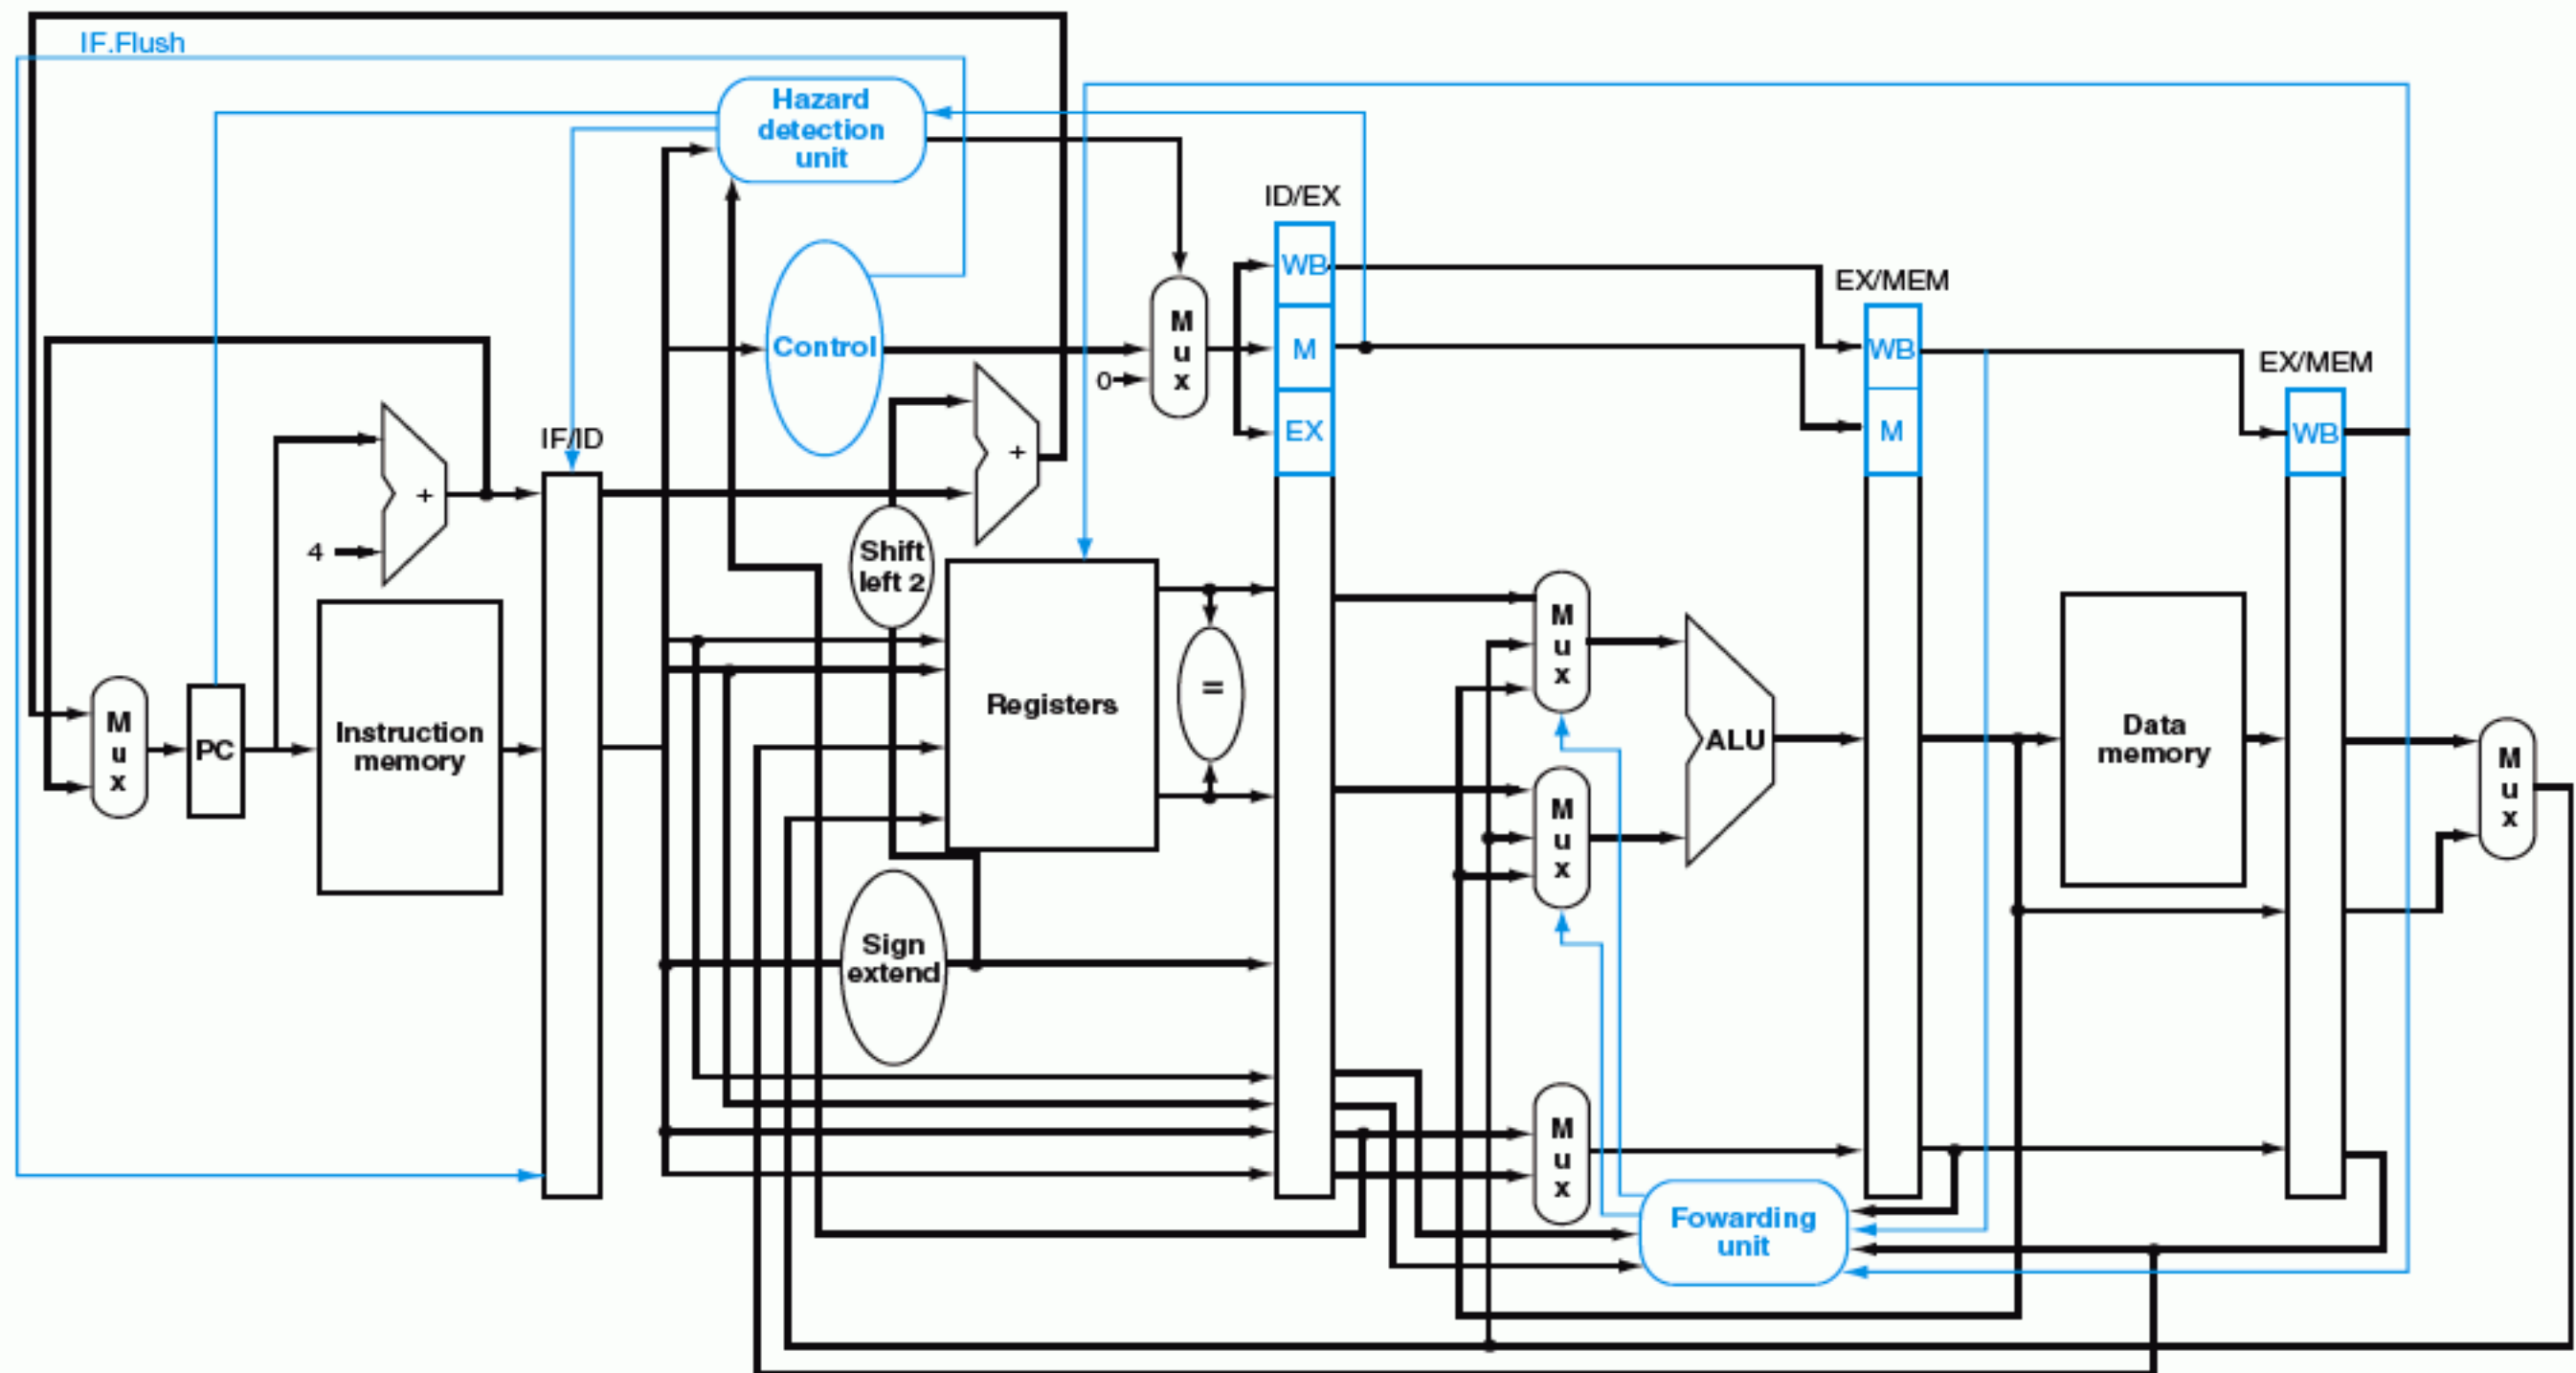 IF.Flush
Hazard
detection
unit
ID/EX
WB
EX/MEM
Control
M
u
x
M
WB
EX/MEM
0
EX
M
WB
IF/ID
+
+
4
Shift
left 2
M
u
x
Registers
=
M
u
x
PC
Instruction
memory
ALU
Data
memory
M
u
x
M
u
x
Sign
extend
M
u
x
Fowarding
unit